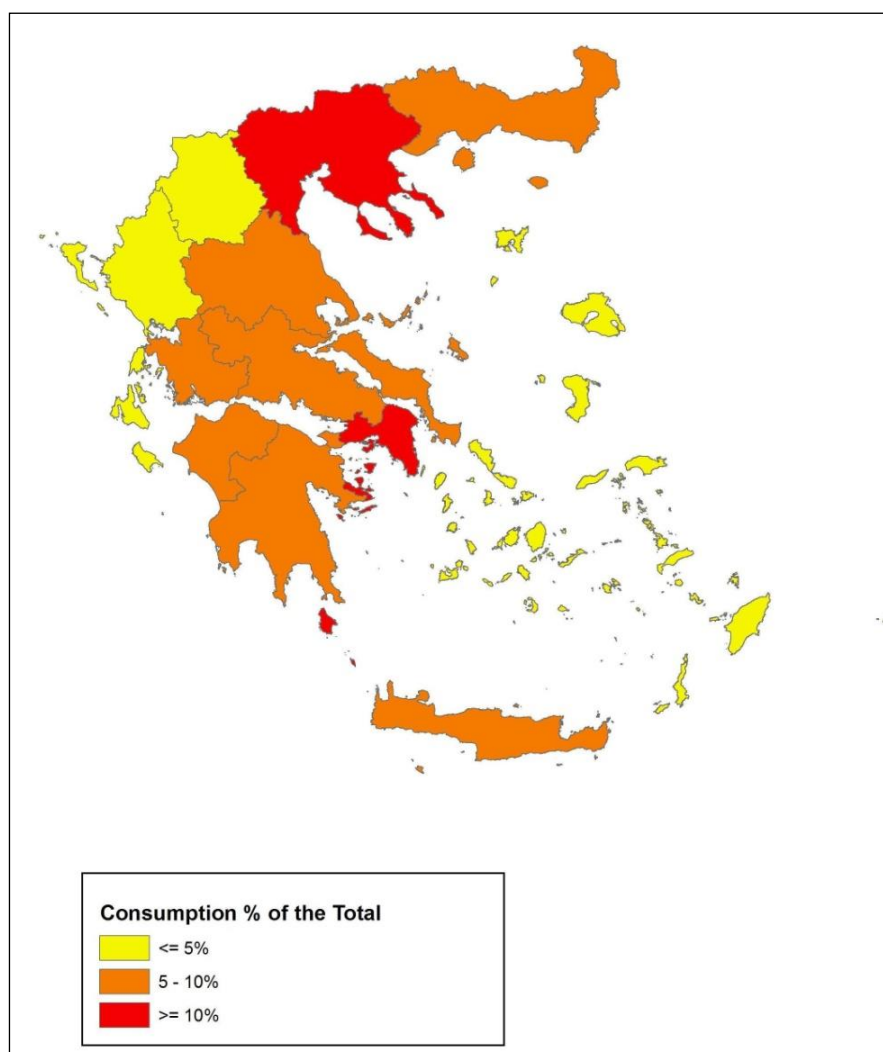 Consumption % of the Total
<= 5%
5 - 10%
>= 10%